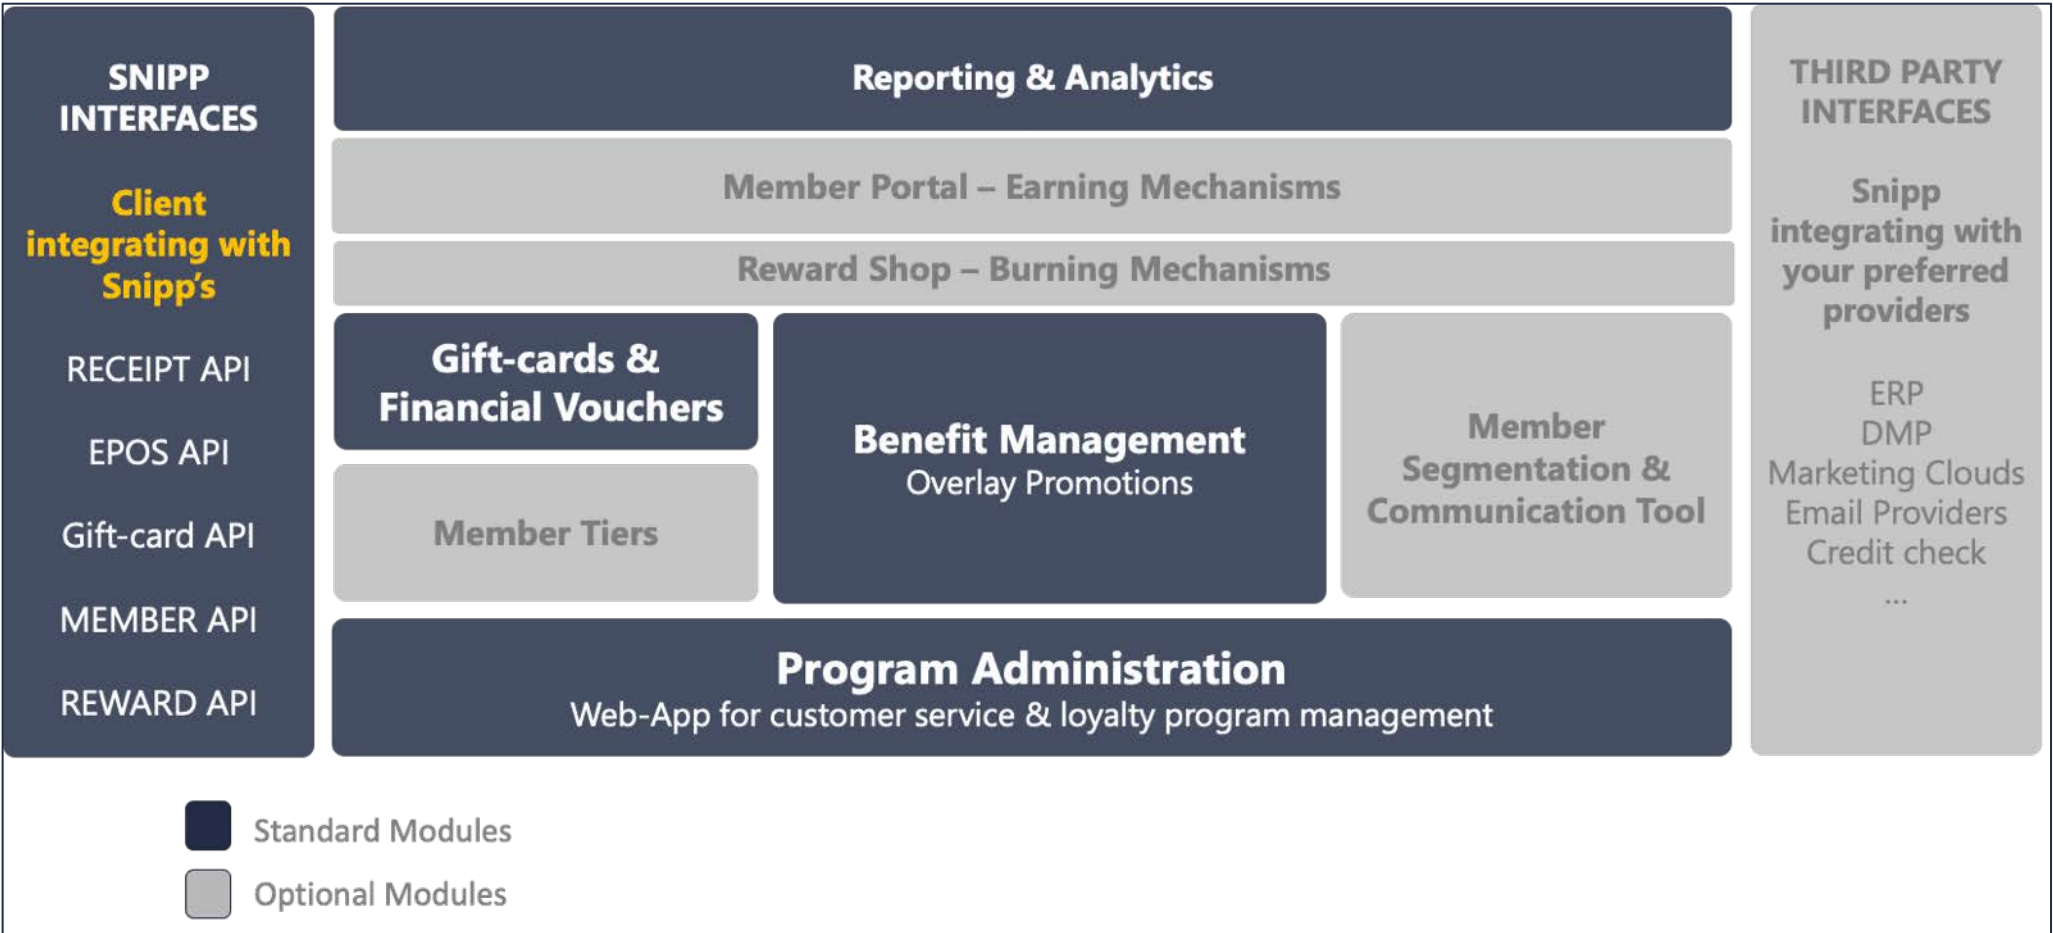 SNIPP
INTERFACES
Client
integrating with
Snipp's
RECEIPT API
EPOS API
Gift-card API
MEMBER API
REWARD API
Reporting & Analytics
Member Portal – Earning Mechanisms
Reward Shop – Burning Mechanisms
Gift-cards &
Financial Vouchers
Member Tiers
Benefit Management
Overlay Promotions
Member
Segmentation &
Communication Tool
Program Administration
Web-App for customer service & loyalty program management
THIRD PARTY
INTERFACES
Snipp
integrating with
your preferred
providers
ERP
DMP
Marketing Clouds
Email Providers
Credit check
...
Standard Modules
Optional Modules